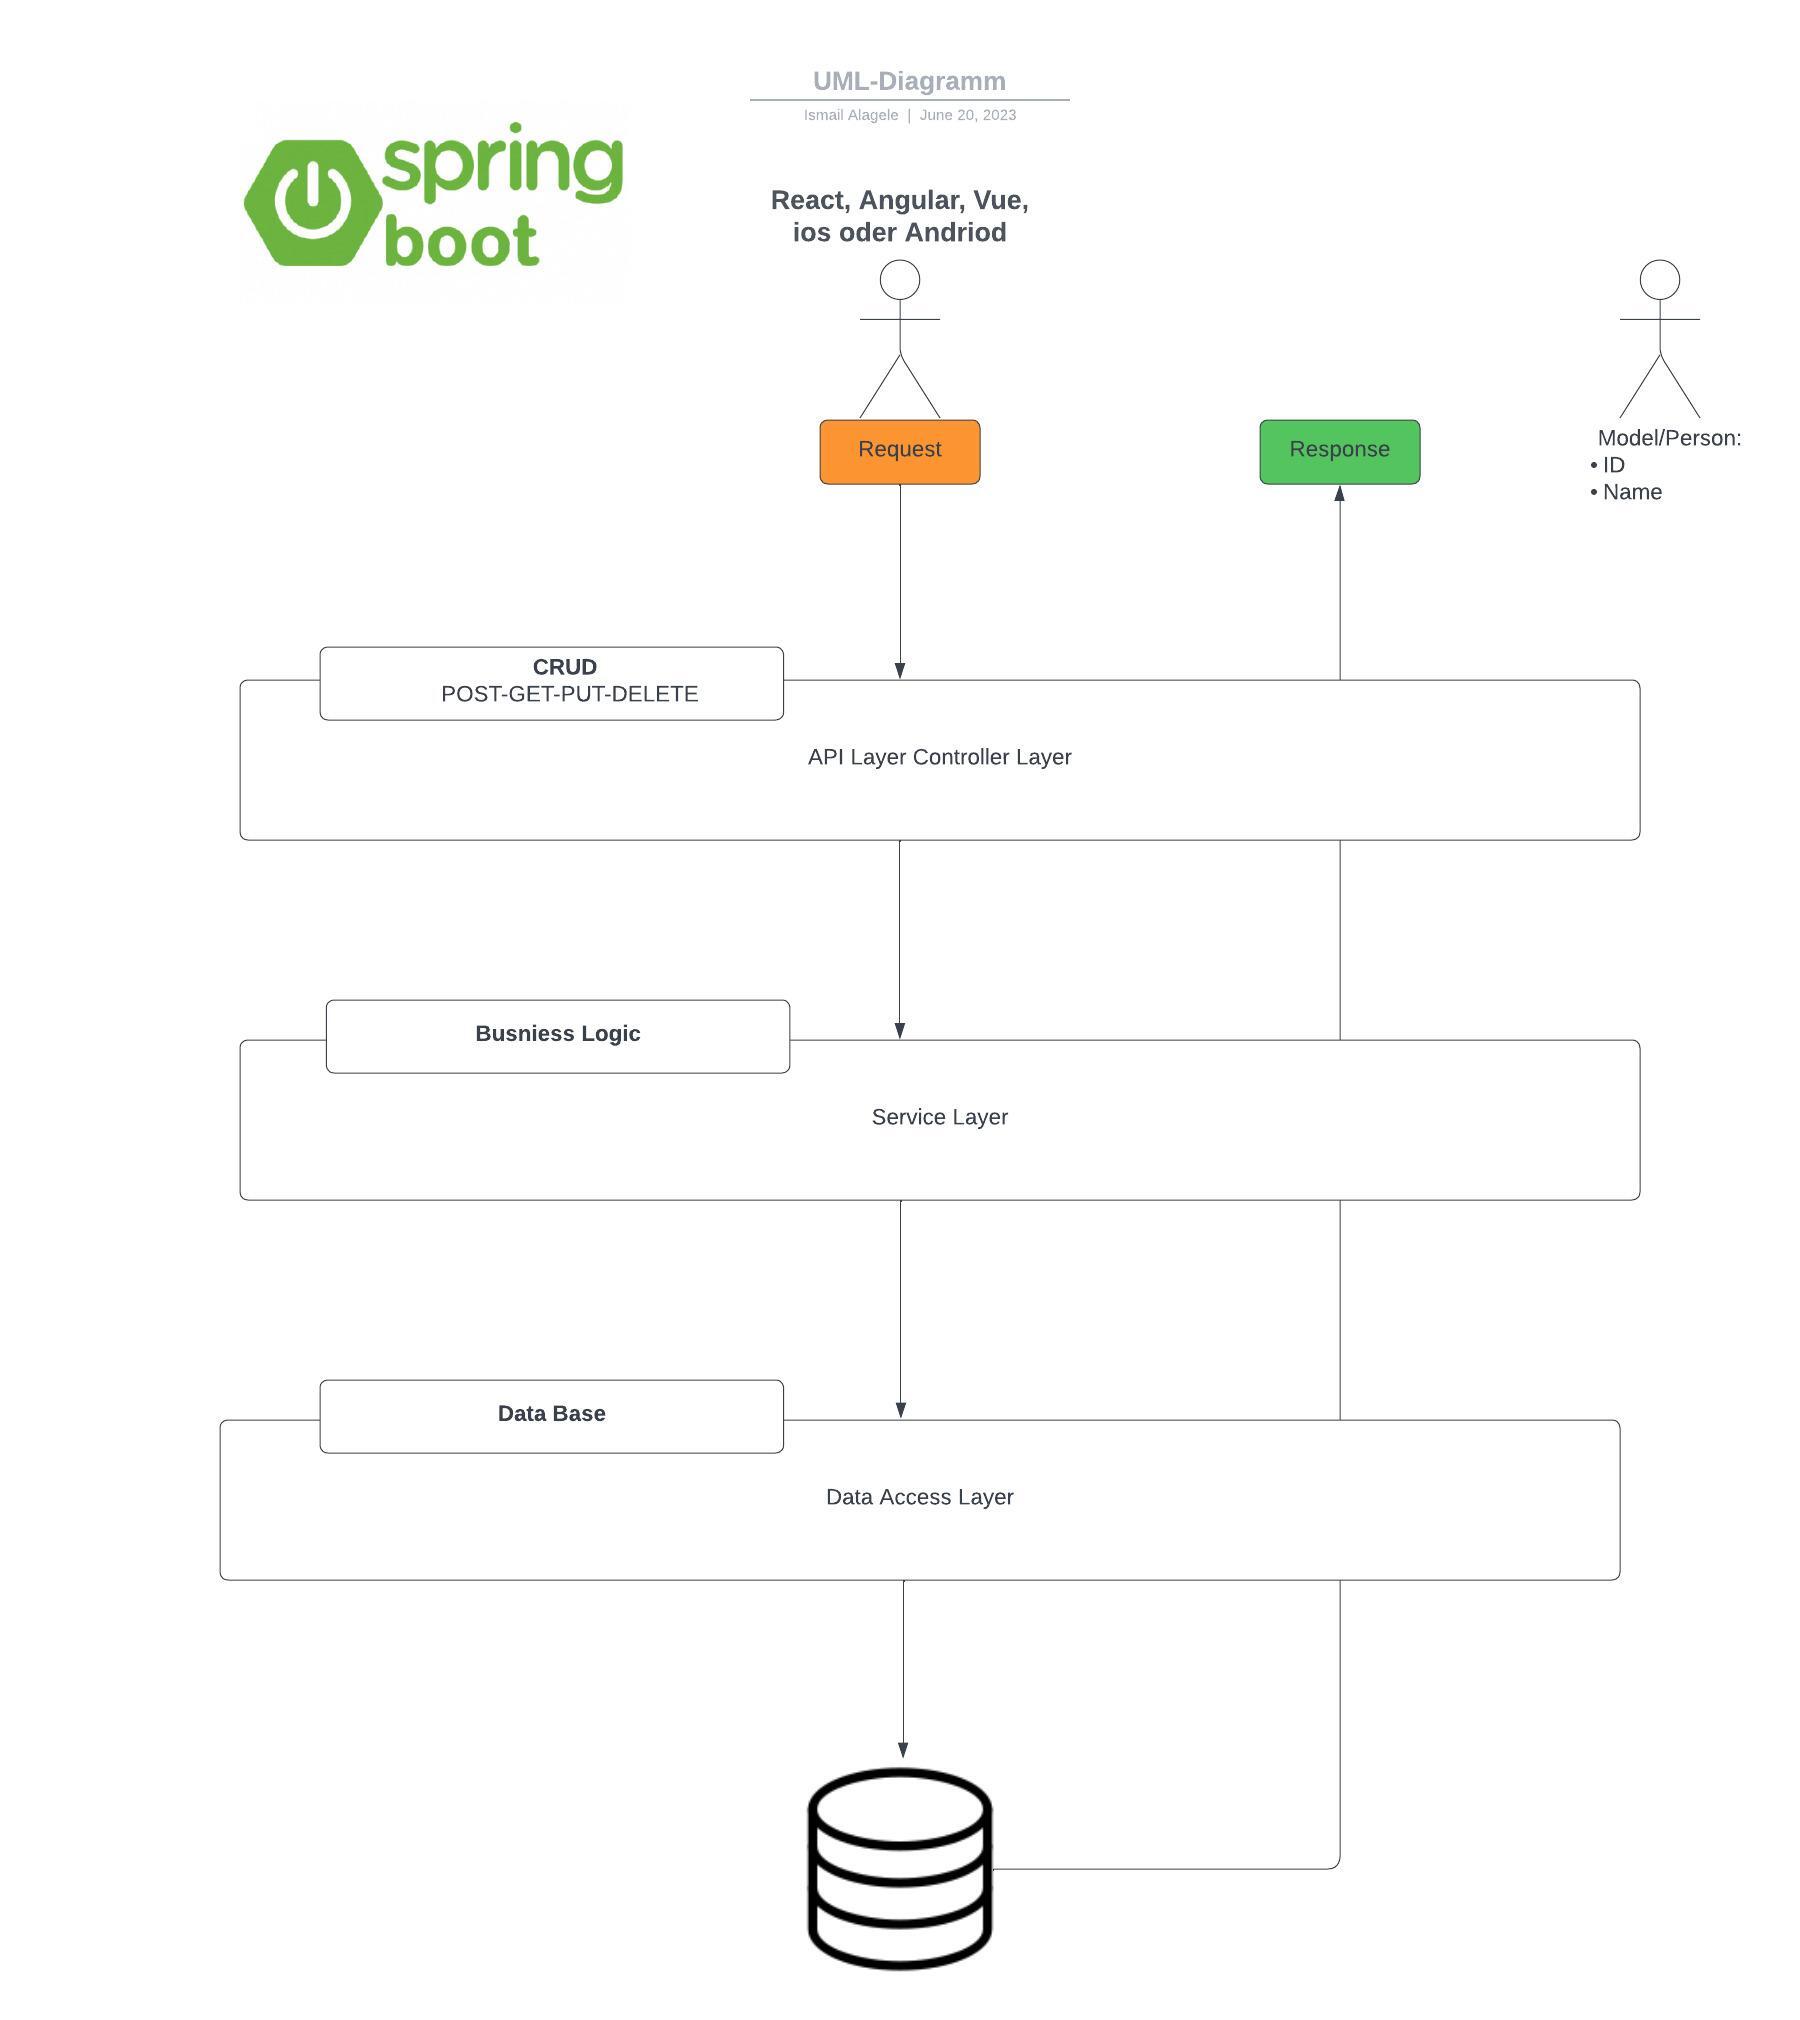 UML-Diagramm
Ismail Alagele | June 20, 2023
spring
boot
React, Angular, Vue,
ios oder Andriod
Request
Response
Model/Person:
• ID
• Name
CRUD
POST-GET-PUT-DELETE
API Layer Controller Layer
Busniess Logic
Service Layer
Data Base
Data Access Layer